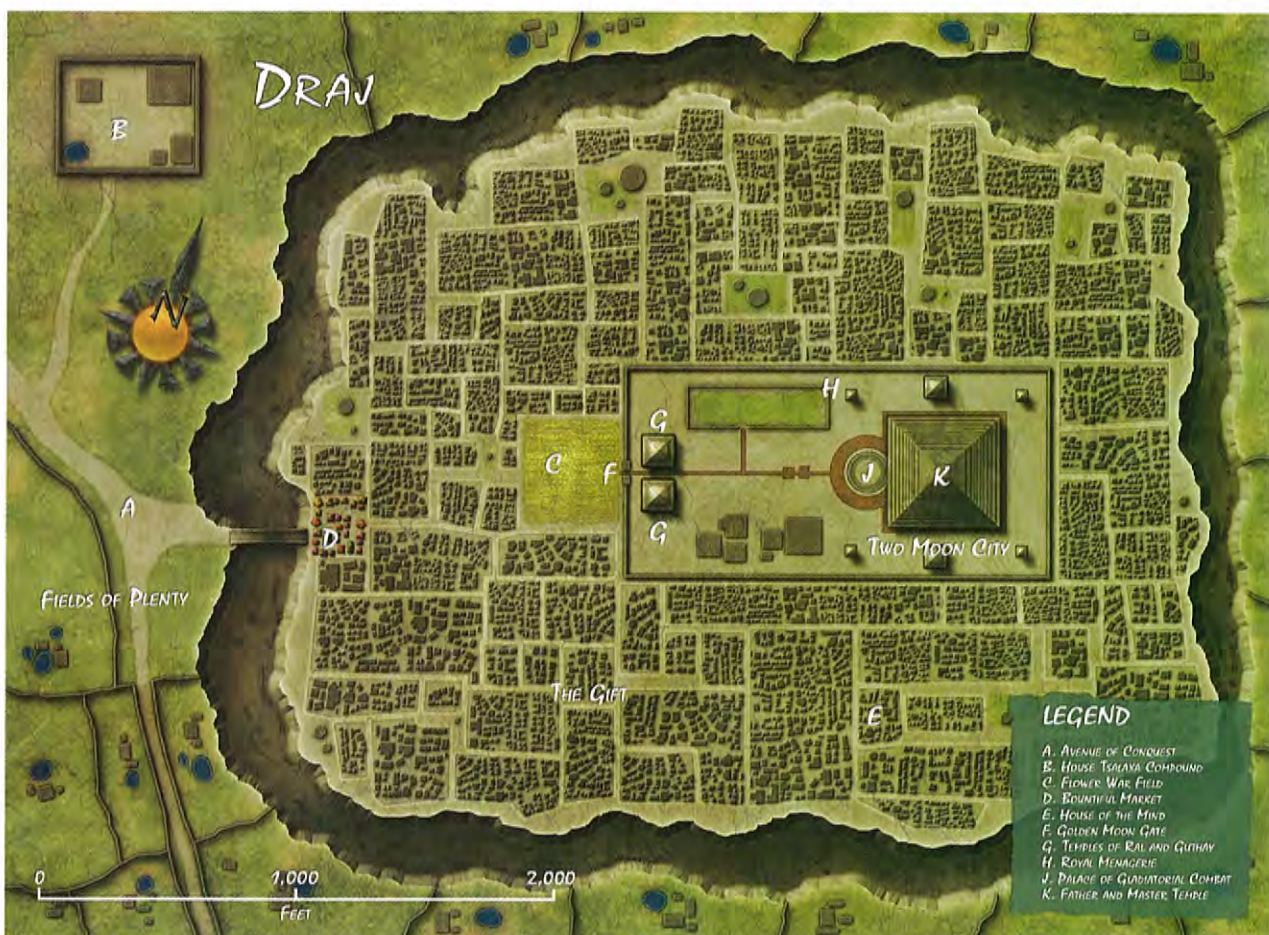 DRAJ
B
N
H
G
C
F
J
K
A
D
G
TWO MOON CITY
FIELDS OF PLENTY
THE GIFT
E
LEGEND
A. AVENUE OF CONQUEST
B. HOUSE TSALAXA COMPOUND
C. FLOWER WAR FIELD
D. BOUNTIFUL MARKET
E. HOUSE OF THE MIND
F. GOLDEN MOON GATE
G. TEMPLES OF RAL AND GUTHAY
H. ROYAL MENAGERIE
J. PALACE OF GLADIATORIAL COMBAT
K. FATHER AND MASTER TEMPLE
0 1,000 2,000
FEET